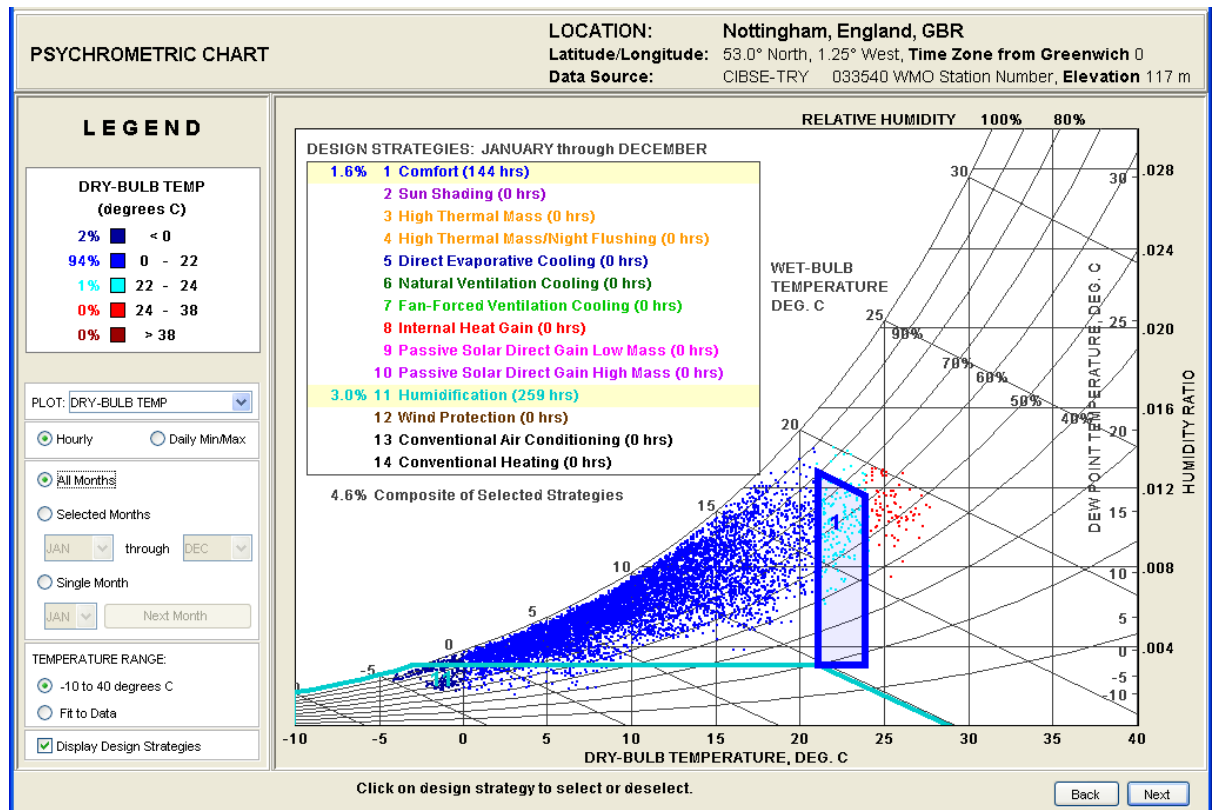 PSYCHROMETRIC CHART
LOCATION: Nottingham, England, GBR
Latitude/Longitude: 53.0° North, 1.25° West, Time Zone from Greenwich 0
Data Source: CIBSE-TRY 033540 WMO Station Number, Elevation 117 m
LEGEND
DRY-BULB TEMP
(degrees C)
2% < 0
94% 0 - 22
1% 22 - 24
0% 24 - 38
0% > 38
PLOT: DRY-BULB TEMP
Hourly Daily Min/Max
All Months
Selected Months
JAN through DEC
Single Month
JAN Next Month
TEMPERATURE RANGE:
-10 to 40 degrees C
Fit to Data
Display Design Strategies
RELATIVE HUMIDITY 100% 80%
DESIGN STRATEGIES: JANUARY through DECEMBER
1.6% 1 Comfort (144 hrs)
2 Sun Shading (0 hrs)
3 High Thermal Mass (0 hrs)
4 High Thermal Mass/Night Flushing (0 hrs)
5 Direct Evaporative Cooling (0 hrs)
6 Natural Ventilation Cooling (0 hrs)
7 Fan-Forced Ventilation Cooling (0 hrs)
8 Internal Heat Gain (0 hrs)
9 Passive Solar Direct Gain Low Mass (0 hrs)
10 Passive Solar Direct Gain High Mass (0 hrs)
3.0% 11 Humidification (259 hrs)
12 Wind Protection (0 hrs)
13 Conventional Air Conditioning (0 hrs)
14 Conventional Heating (0 hrs)
4.6% Composite of Selected Strategies
WET-BULB
TEMPERATURE
DEG. C
30
25
20
15
10
5
0
-5
90%
70%
60%
50%
40%
1
11
DEW POINT TEMPERATURE, DEG. C
30
25
20
15
10
5
0
-5
-10
.028
.024
.020
.016
.012
.008
.004
HUMIDITY RATIO
-10 -5 0 5 10 15 20 25 30 35 40
DRY-BULB TEMPERATURE, DEG. C
Click on design strategy to select or deselect.
Back Next